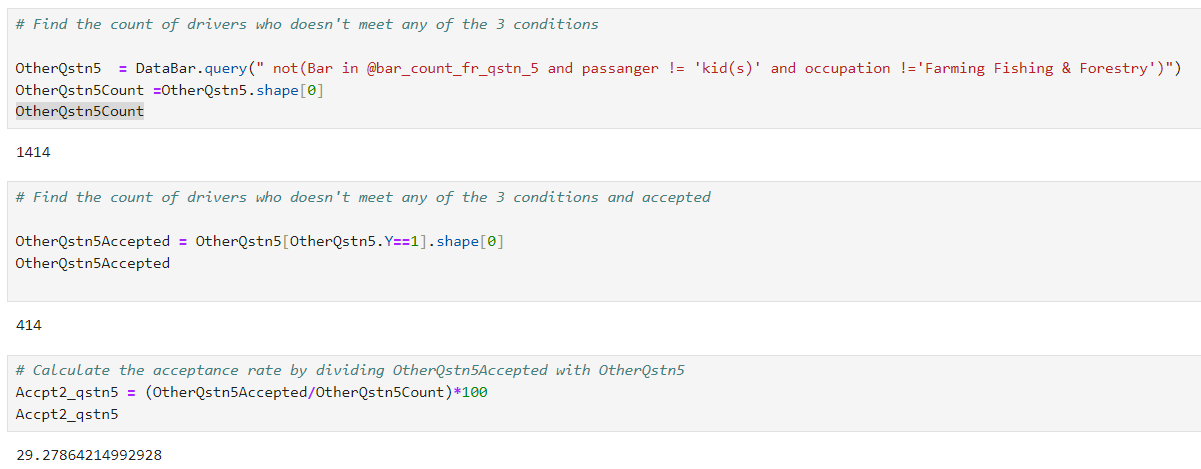 # Find the count of drivers who doesn't meet any of the 3 conditions
OtherQstn5  = DataBar.query(" not(Bar in @bar_count_fr_qstn_5 and passanger != 'kid(s)' and occupation !='Farming Fishing & Forestry')")
OtherQstn5Count =OtherQstn5.shape[0]
OtherQstn5Count
1414
# Find the count of drivers who doesn't meet any of the 3 conditions and accepted
OtherQstn5Accepted = OtherQstn5[OtherQstn5.Y==1].shape[0]
OtherQstn5Accepted
414
# Calculate the acceptance rate by dividing OtherQstn5Accepted with OtherQstn5
Accpt2_qstn5 = (OtherQstn5Accepted/OtherQstn5Count)*100
Accpt2_qstn5
29.27864214992928